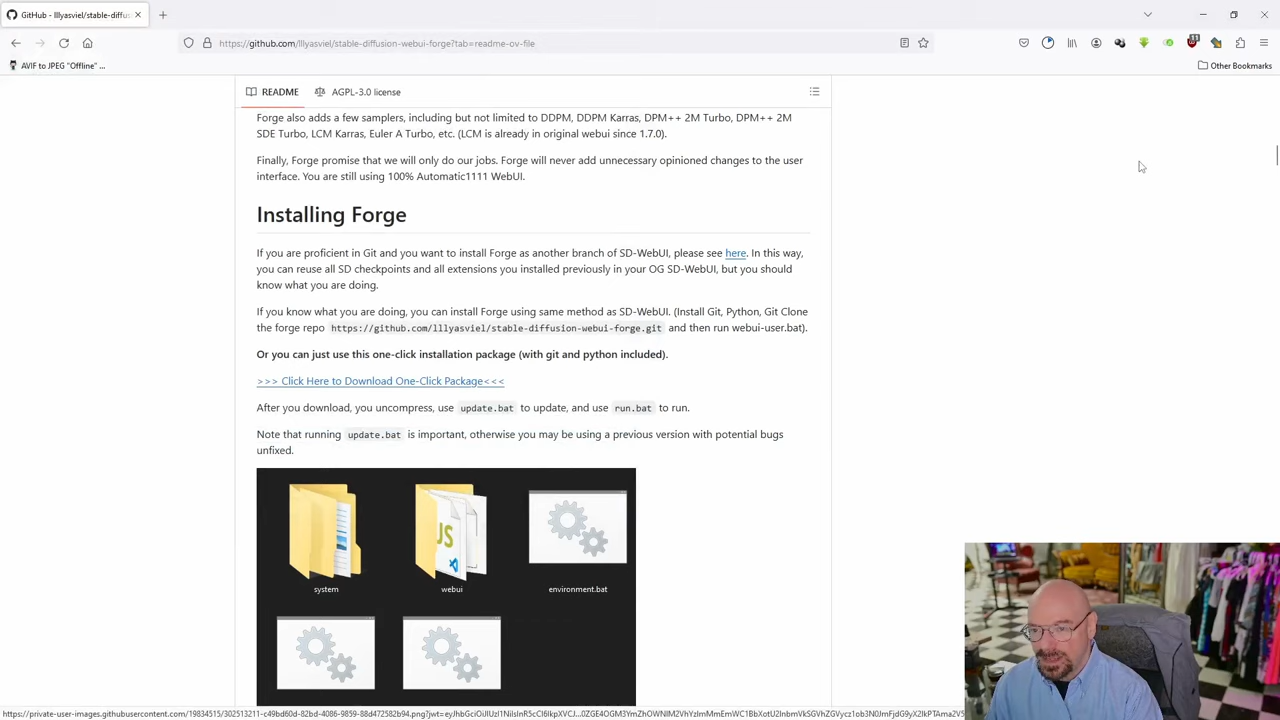 GitHub - lllyasviel/stable-diffus
https://github.com/lllyasviel/stable-diffusion-webui-forge?tab=readme-ov-file
11
AVIF to JPEG "Offline" ...
Other Bookmarks
README
AGPL-3.0 license
Forge also adds a few samplers, including but not limited to DDPM, DDPM Karras, DPM++ 2M Turbo, DPM++ 2M
SDE Turbo, LCM Karras, Euler A Turbo, etc. (LCM is already in original webui since 1.7.0).
Finally, Forge promise that we will only do our jobs. Forge will never add unnecessary opinioned changes to the user
interface. You are still using 100% Automatic1111 WebUI.
Installing Forge
If you are proficient in Git and you want to install Forge as another branch of SD-WebUI, please see here. In this way,
you can reuse all SD checkpoints and all extensions you installed previously in your OG SD-WebUI, but you should
know what you are doing.
If you know what you are doing, you can install Forge using same method as SD-WebUI. (Install Git, Python, Git Clone
the forge repo https://github.com/lllyasviel/stable-diffusion-webui-forge.git and then run webui-user.bat).
Or you can just use this one-click installation package (with git and python included).
>>> Click Here to Download One-Click Package<<<
After you download, you uncompress, use update.bat to update, and use run.bat to run.
Note that running update.bat is important, otherwise you may be using a previous version with potential bugs
unfixed.
JS
system
webui
environment.bat